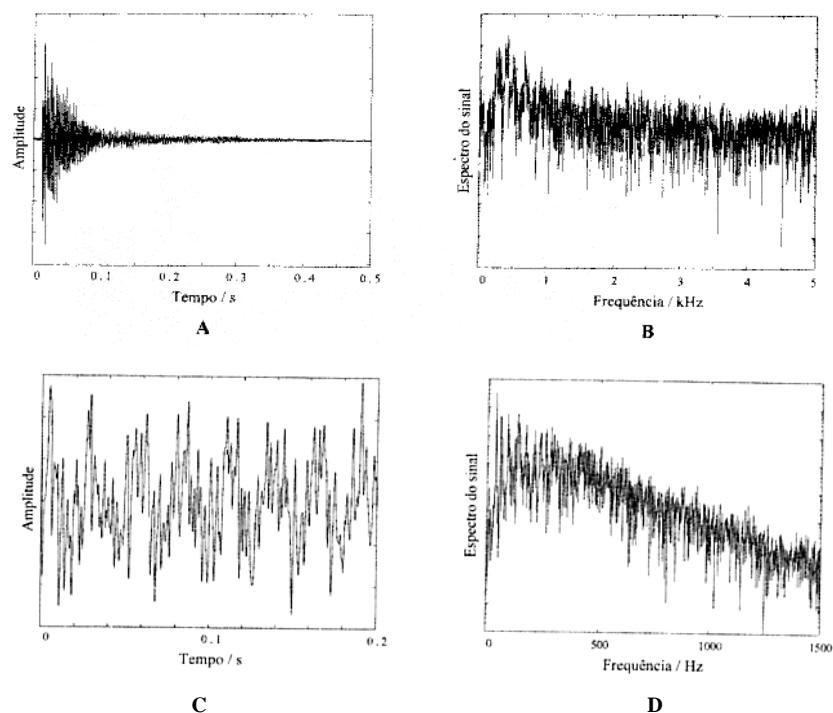 Amplitude
0 0.1 0.2 0.3 0.4 0.5
Tempo / s
A
Espectro do sinal
0 1 2 3 4 5
Frequência / kHz
B
Amplitude
0 0.1 0.2
Tempo / s
C
Espectro do sinal
0 500 1000 1500
Frequência / Hz
D